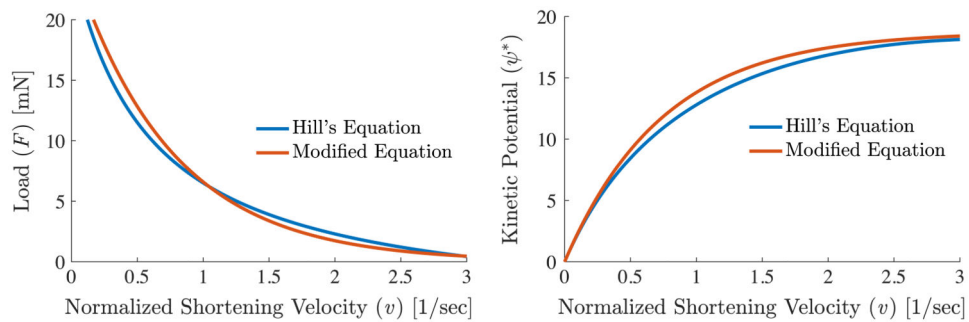 Load (F) [mN]
20
15
10
5
0
Hill's Equation
Modified Equation
0 0.5 1 1.5 2 2.5 3
Normalized Shortening Velocity (v) [1/sec]
Kinetic Potential (ψ*)
20
15
10
5
0
Hill's Equation
Modified Equation
0 0.5 1 1.5 2 2.5 3
Normalized Shortening Velocity (v) [1/sec]